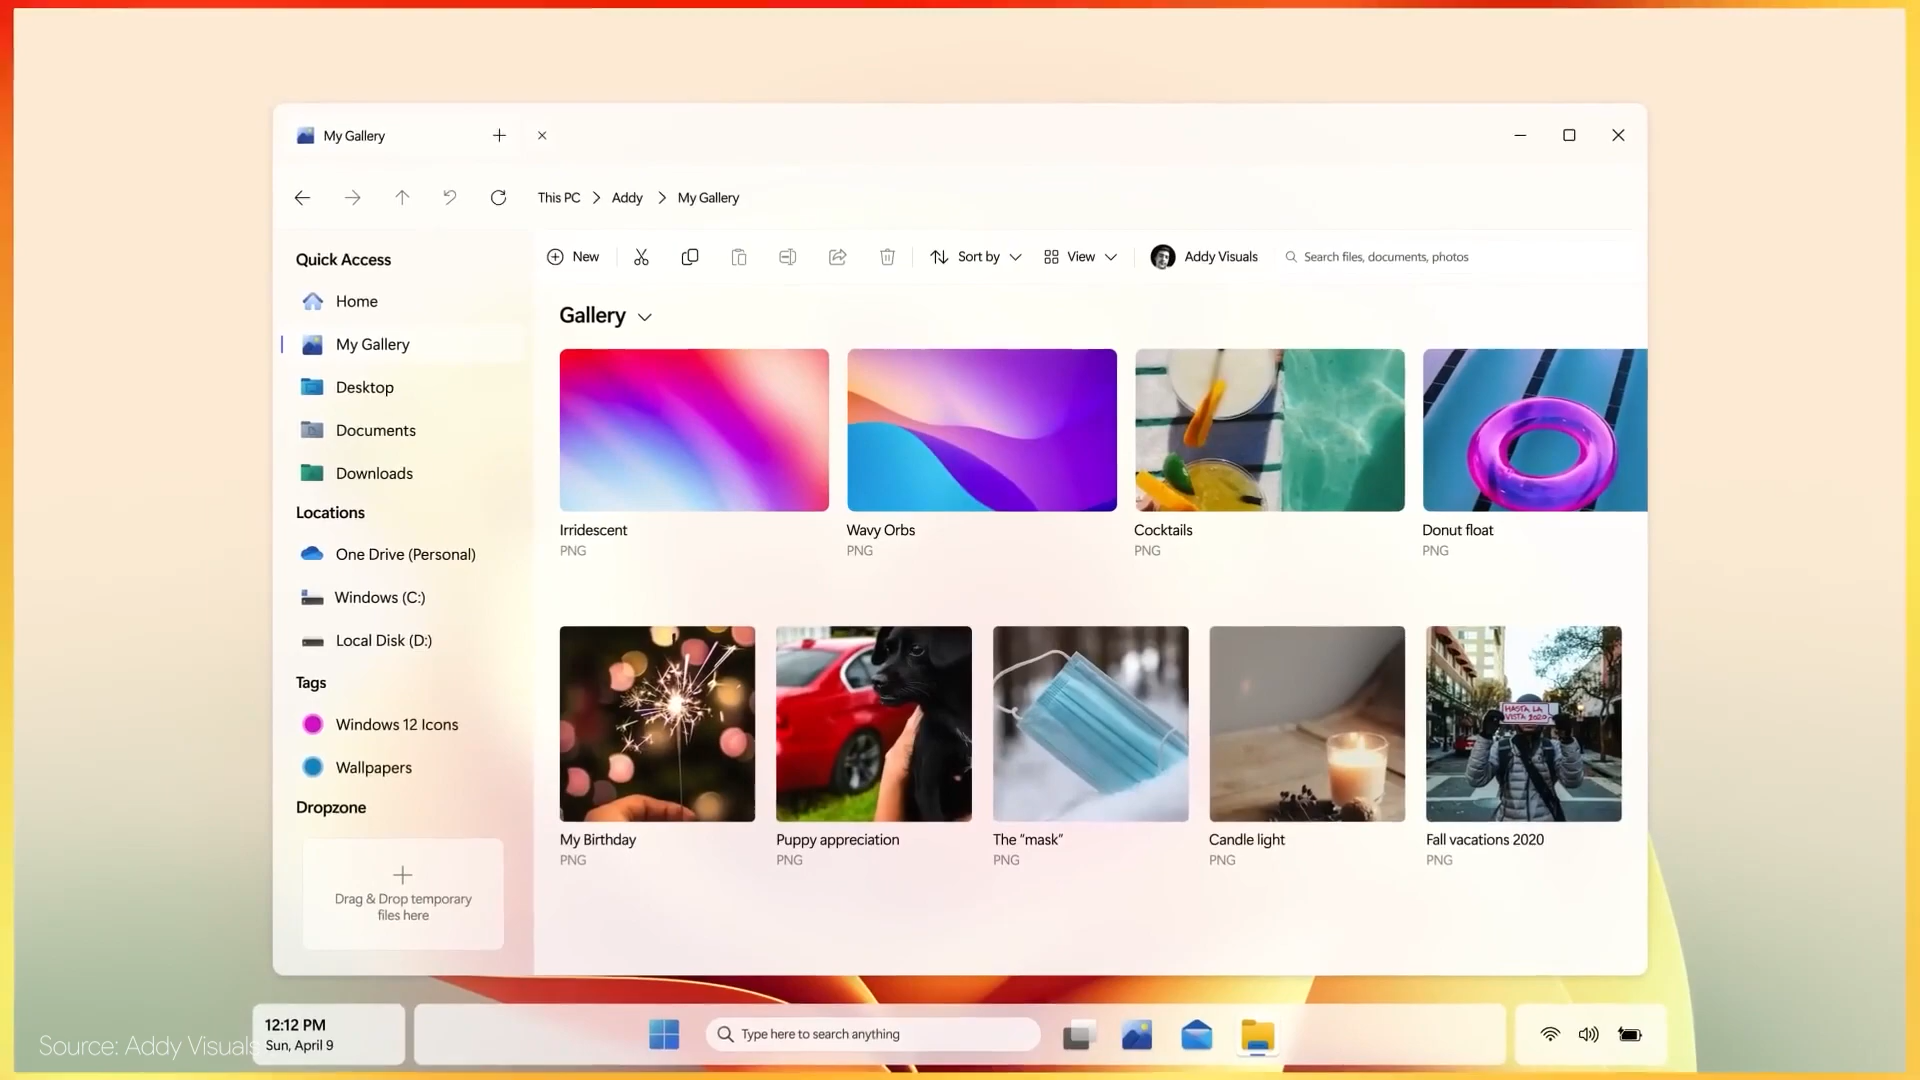 My Gallery
This PC
Addy
My Gallery
New
Sort by
View
Addy Visuals
Search files, documents, photos
Quick Access
Home
My Gallery
Desktop
Documents
Downloads
Locations
One Drive (Personal)
Windows (C:)
Local Disk (D:)
Tags
Windows 12 Icons
Wallpapers
Dropzone
Drag & Drop temporary
files here
Gallery
Irridescent
PNG
Wavy Orbs
PNG
Cocktails
PNG
Donut float
PNG
HASTA LA
VISTA 2020
My Birthday
PNG
Puppy appreciation
PNG
The "mask"
PNG
Candle light
PNG
Fall vacations 2020
PNG
12:12 PM
Sun, April 9
Type here to search anything
Source: Addy Visuals